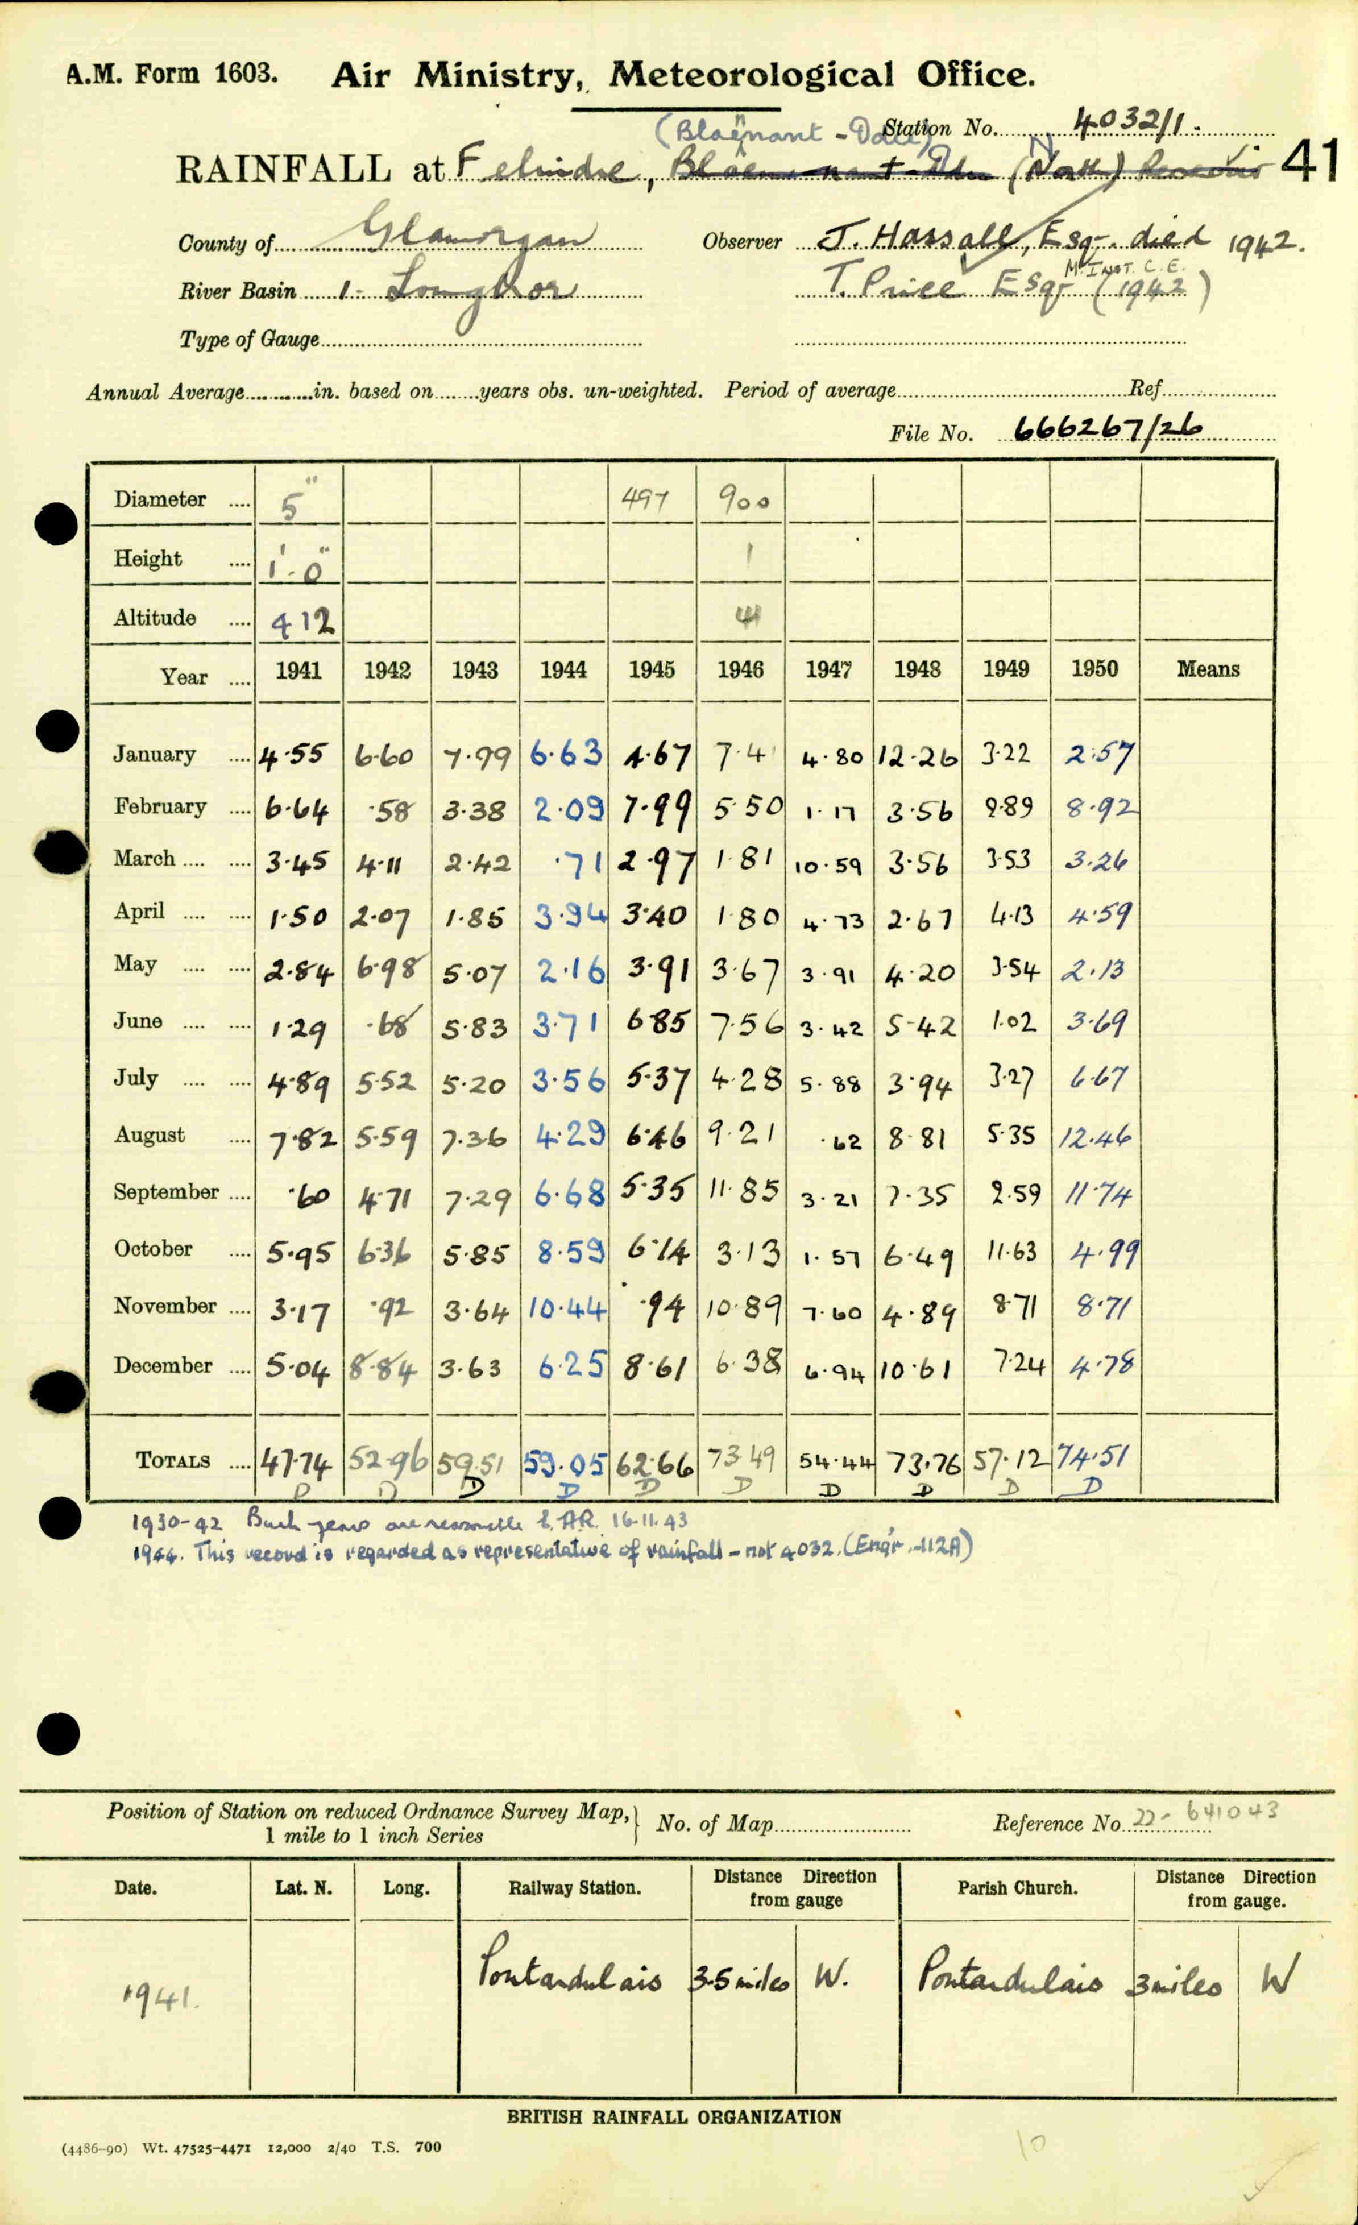 A.M. Form 1603. Air Ministry, Meteorological Office.
Station No. 4032/1.
(Blaenant - Ddu)
RAINFALL at Felindre, (North) 41
County of Glamorgan Observer J. Hassall, Esq. died 1942.
River Basin 1 - Loughor T. Price Esq M. INST. C.E. (1942)
Type of Gauge
Annual Average in. based on years obs. un-weighted. Period of average Ref
File No. 666267/26
Diameter 5" 497 900
Height 1'-0" 1
Altitude 412
Year 1941 1942 1943 1944 1945 1946 1947 1948 1949 1950 Means
January 4.55 6.60 7.99 6.63 4.67 7.41 4.80 12.26 3.22 2.57
February 6.64 .58 3.38 2.09 7.99 5.50 1.17 3.56 2.89 8.92
March 3.45 4.11 2.42 .71 2.97 1.81 10.59 3.56 3.53 3.26
April 1.50 2.07 1.85 3.94 3.40 1.80 4.73 2.67 4.13 4.59
May 2.84 6.98 5.07 2.16 3.91 3.67 3.91 4.20 3.54 2.13
June 1.29 .68 5.83 3.71 6.85 7.56 3.42 5.42 1.02 3.69
July 4.89 5.52 5.20 3.56 5.37 4.28 5.88 3.94 3.27 6.67
August 7.82 5.59 7.36 4.29 6.46 9.21 .62 8.81 5.35 12.46
September .60 4.71 7.29 6.68 5.35 11.85 3.21 7.35 2.59 11.74
October 5.95 6.36 5.85 8.59 6.14 3.13 1.57 6.49 11.63 4.99
November 3.17 .92 3.64 10.44 .94 10.89 7.60 4.89 8.71 8.71
December 5.04 8.84 3.63 6.25 8.61 6.38 6.94 10.61 7.24 4.78
TOTALS 47.74 52.96 59.51 59.05 62.66 73.49 54.44 73.76 57.12 74.51
D D D D D D D D D D
1930-42 years are A.R. 16.11.43
1944. This record is regarded as representative of rainfall - not 4032. (Eng'r. -112A)
Position of Station on reduced Ordnance Survey Map, No. of Map Reference No 22- 641043
1 mile to 1 inch Series
Date. Lat. N. Long. Railway Station. Distance Direction from gauge Parish Church. Distance Direction from gauge.
1941. Pontardulais 3.5 miles W. Pontardulais 3 miles W
BRITISH RAINFALL ORGANIZATION
(4486-90) Wt. 47525-4471 12,000 2/40 T.S. 700
10